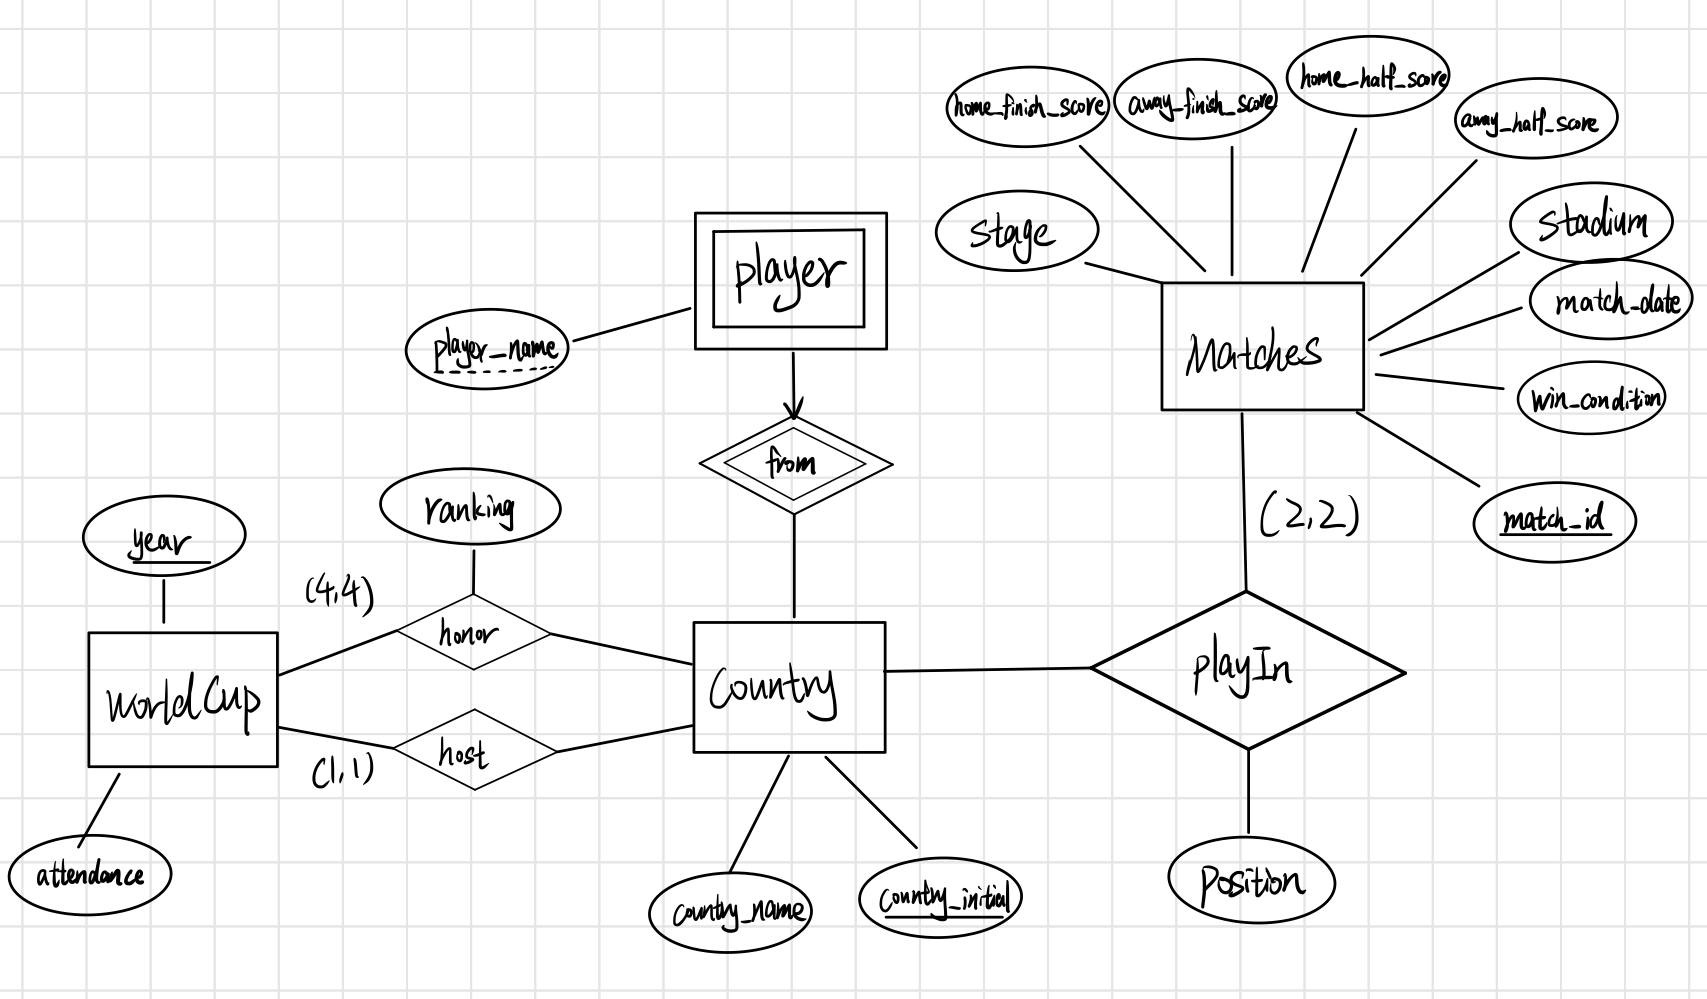 home_half_score
home_finish_score
away_finish_score
away_half_score
stage
stadium
player
match_date
player_name
Matches
win_condition
from
ranking
(2,2)
match_id
year
(4,4)
honor
playIn
WorldCup
Country
host
(1,1)
attendance
position
country_name
country_initial